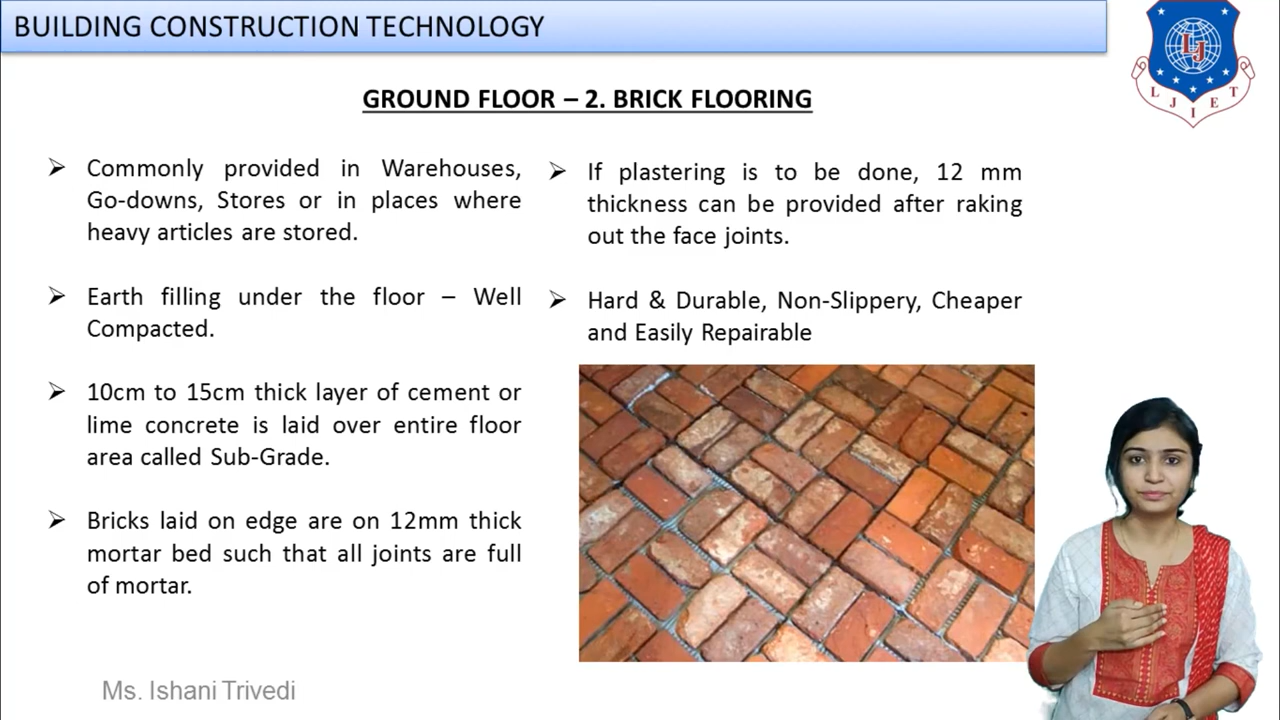 BUILDING CONSTRUCTION TECHNOLOGY
LJIET
GROUND FLOOR – 2. BRICK FLOORING
➢ Commonly provided in Warehouses,
Go-downs, Stores or in places where
heavy articles are stored.
➢ Earth filling under the floor – Well
Compacted.
➢ 10cm to 15cm thick layer of cement or
lime concrete is laid over entire floor
area called Sub-Grade.
➢ Bricks laid on edge are on 12mm thick
mortar bed such that all joints are full
of mortar.
➢ If plastering is to be done, 12 mm
thickness can be provided after raking
out the face joints.
➢ Hard & Durable, Non-Slippery, Cheaper
and Easily Repairable
Ms. Ishani Trivedi